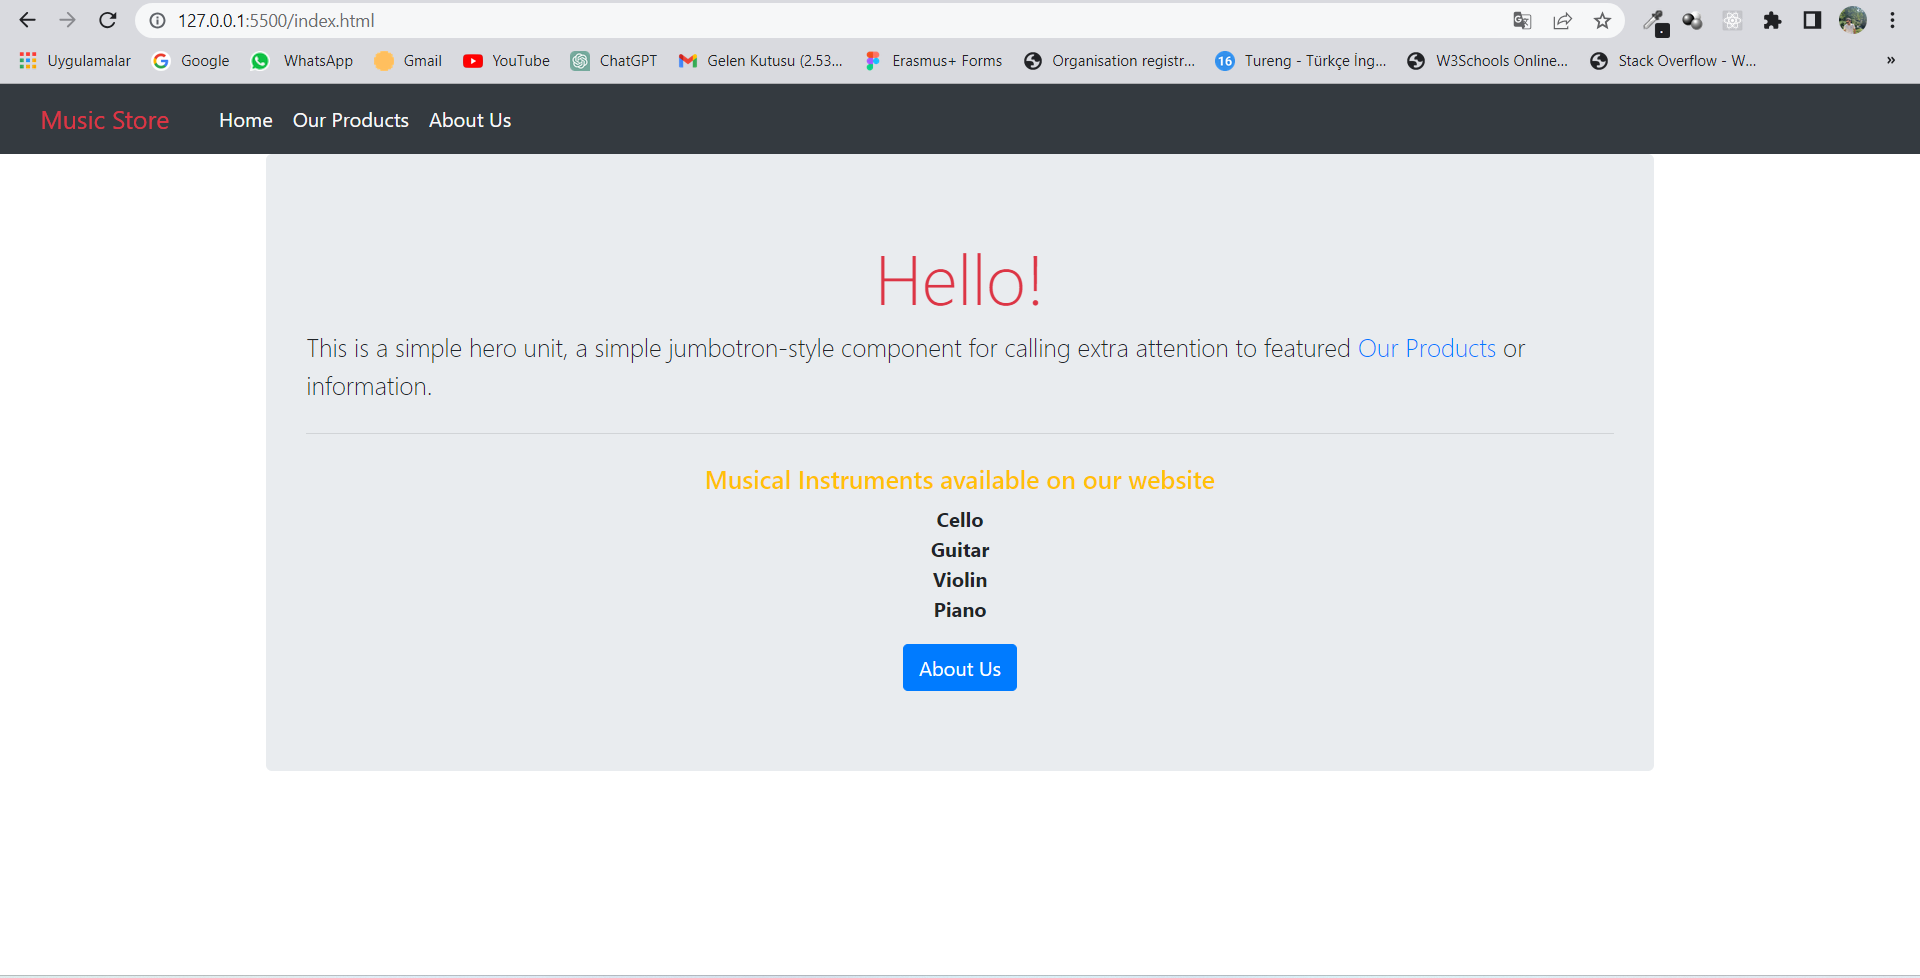 127.0.0.1:5500/index.html
Uygulamalar Google WhatsApp Gmail YouTube ChatGPT Gelen Kutusu (2.53... Erasmus+ Forms Organisation registr... 16 Tureng - Türkçe İng... W3Schools Online... Stack Overflow - W... »
Music Store Home Our Products About Us
Hello!
This is a simple hero unit, a simple jumbotron-style component for calling extra attention to featured Our Products or
information.
Musical Instruments available on our website
Cello
Guitar
Violin
Piano
About Us